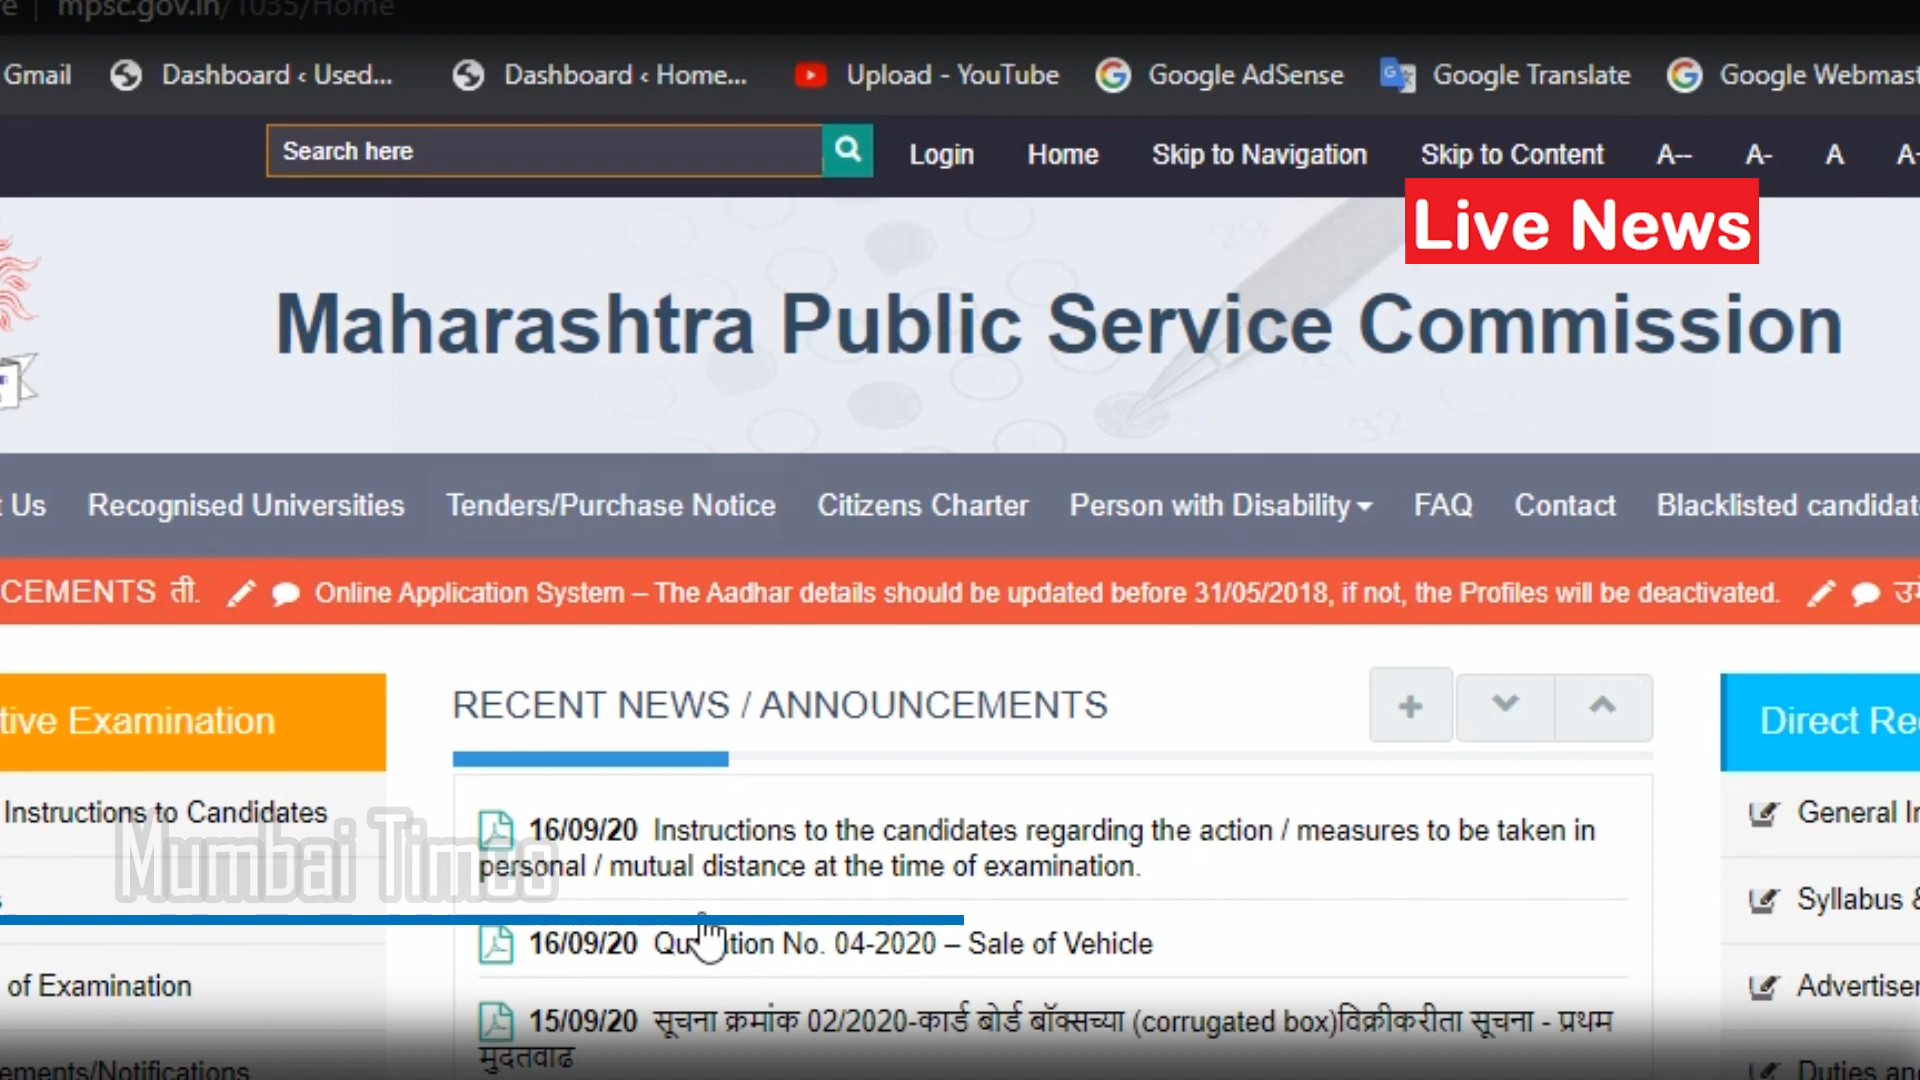 mpsc.gov.in/1035/Home
Gmail Dashboard ‹ Used... Dashboard ‹ Home... Upload - YouTube Google AdSense Google Translate Google Webmast
Search here Login Home Skip to Navigation Skip to Content A-- A- A A+
Live News
Maharashtra Public Service Commission
Us Recognised Universities Tenders/Purchase Notice Citizens Charter Person with Disability FAQ Contact Blacklisted candidat
CEMENTS ती. Online Application System – The Aadhar details should be updated before 31/05/2018, if not, the Profiles will be deactivated.
tive Examination
RECENT NEWS / ANNOUNCEMENTS
Direct Re
Instructions to Candidates
16/09/20 Instructions to the candidates regarding the action / measures to be taken in
personal / mutual distance at the time of examination.
General In
Mumbai Times
Syllabus &
16/09/20 tion No. 04-2020 – Sale of Vehicle
of Examination
Advertise
15/09/20 सूचना क्रमांक 02/2020-कार्ड बोर्ड बॉक्सच्या (corrugated box)विक्रीकरीता सूचना - प्रथम
मुदतवाढ
ements/Notifications
Duties an